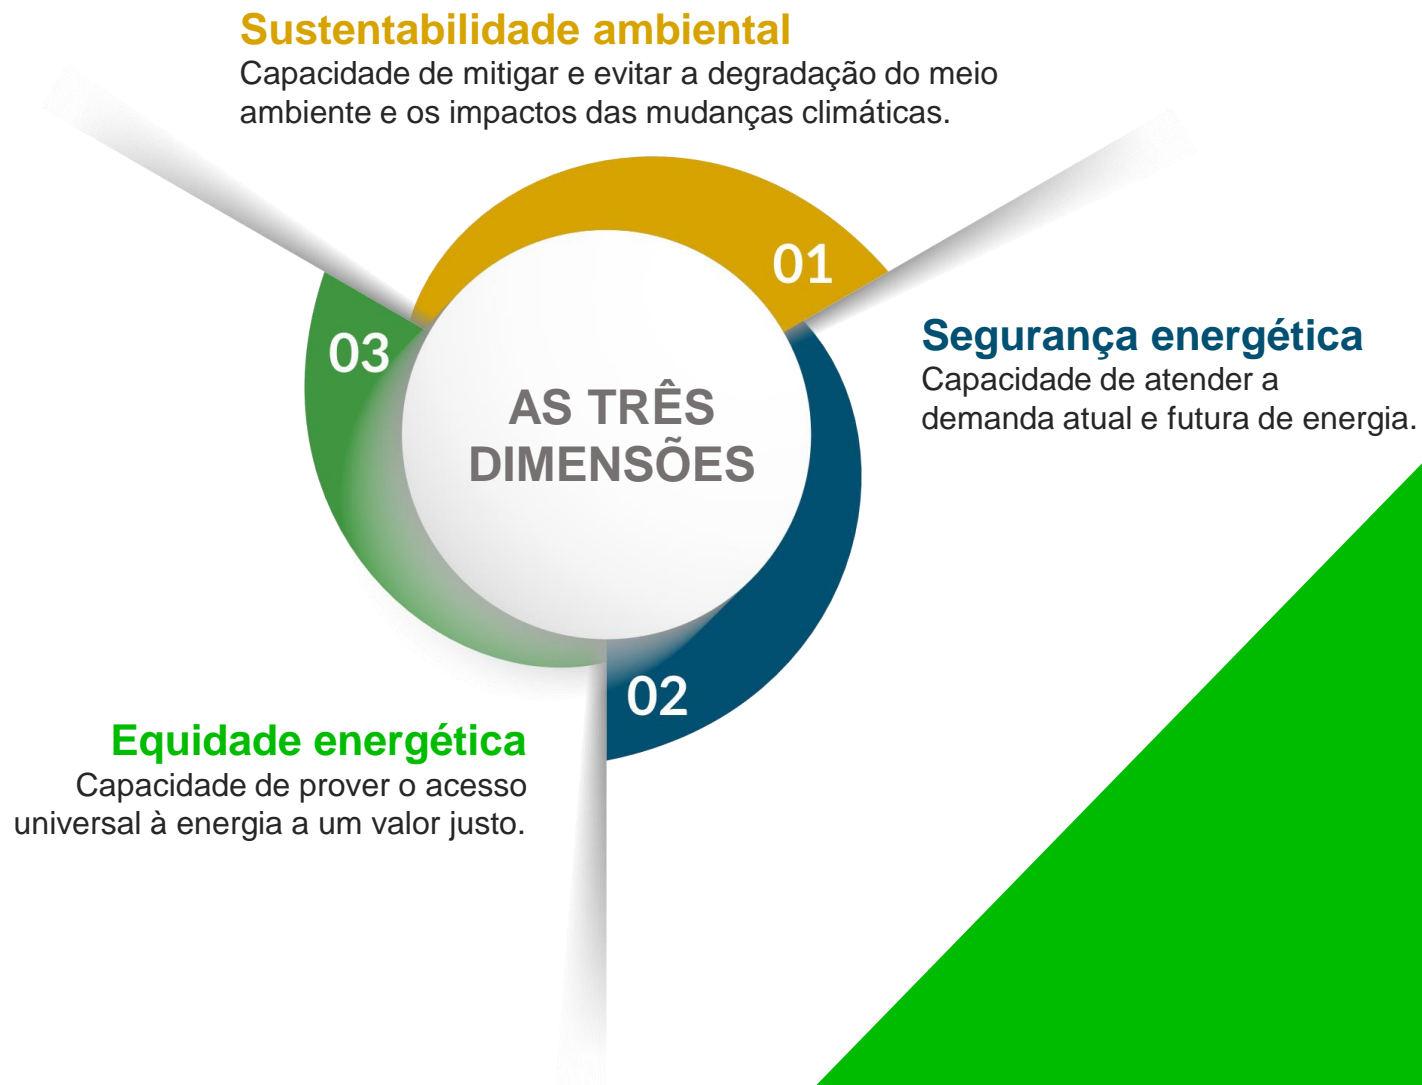 Sustentabilidade ambiental
Capacidade de mitigar e evitar a degradação do meio
ambiente e os impactos das mudanças climáticas.
01
Segurança energética
Capacidade de atender a
demanda atual e futura de energia.
03
AS TRÊS
DIMENSÕES
02
Equidade energética
Capacidade de prover o acesso
universal à energia a um valor justo.